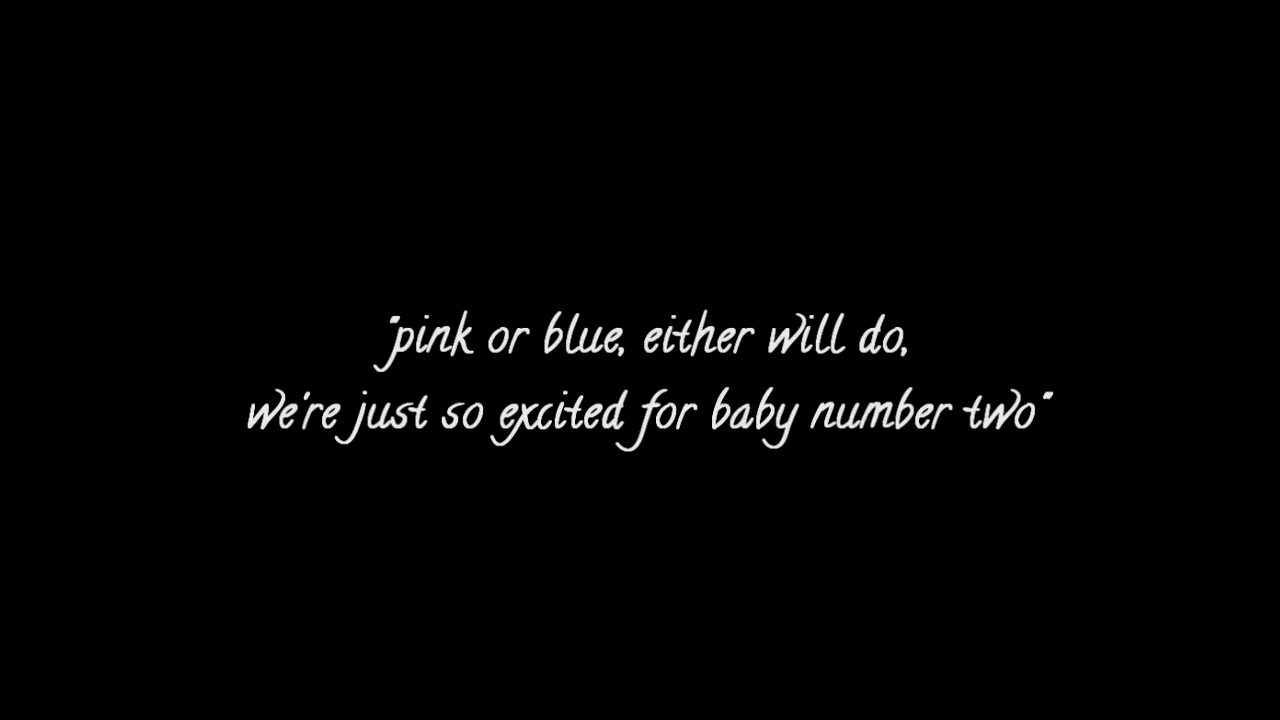 "pink or blue, either will do,
we're just so excited for baby number two"